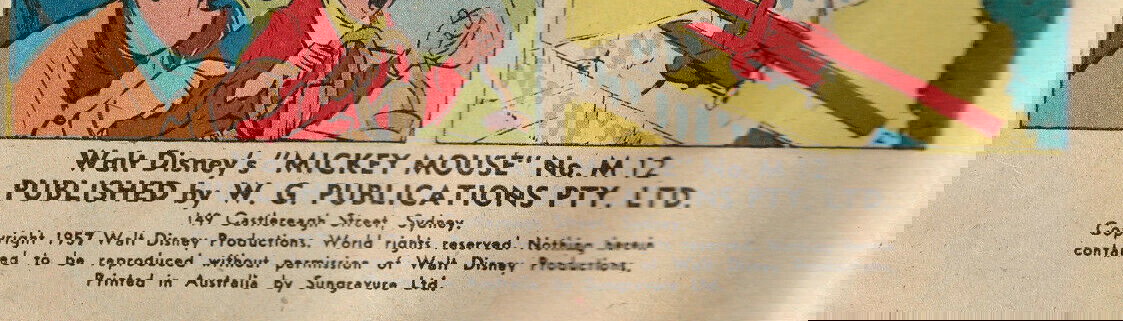 Walt Disney's "MICKEY MOUSE" No. M 12
PUBLISHED by W. G. PUBLICATIONS PTY. LTD.
149 Castlereagh Street, Sydney.
Copyright 1957 Walt Disney Productions. World rights reserved. Nothing herein
contained to be reproduced without permission of Walt Disney Productions.
Printed in Australia by Sungravure Ltd.